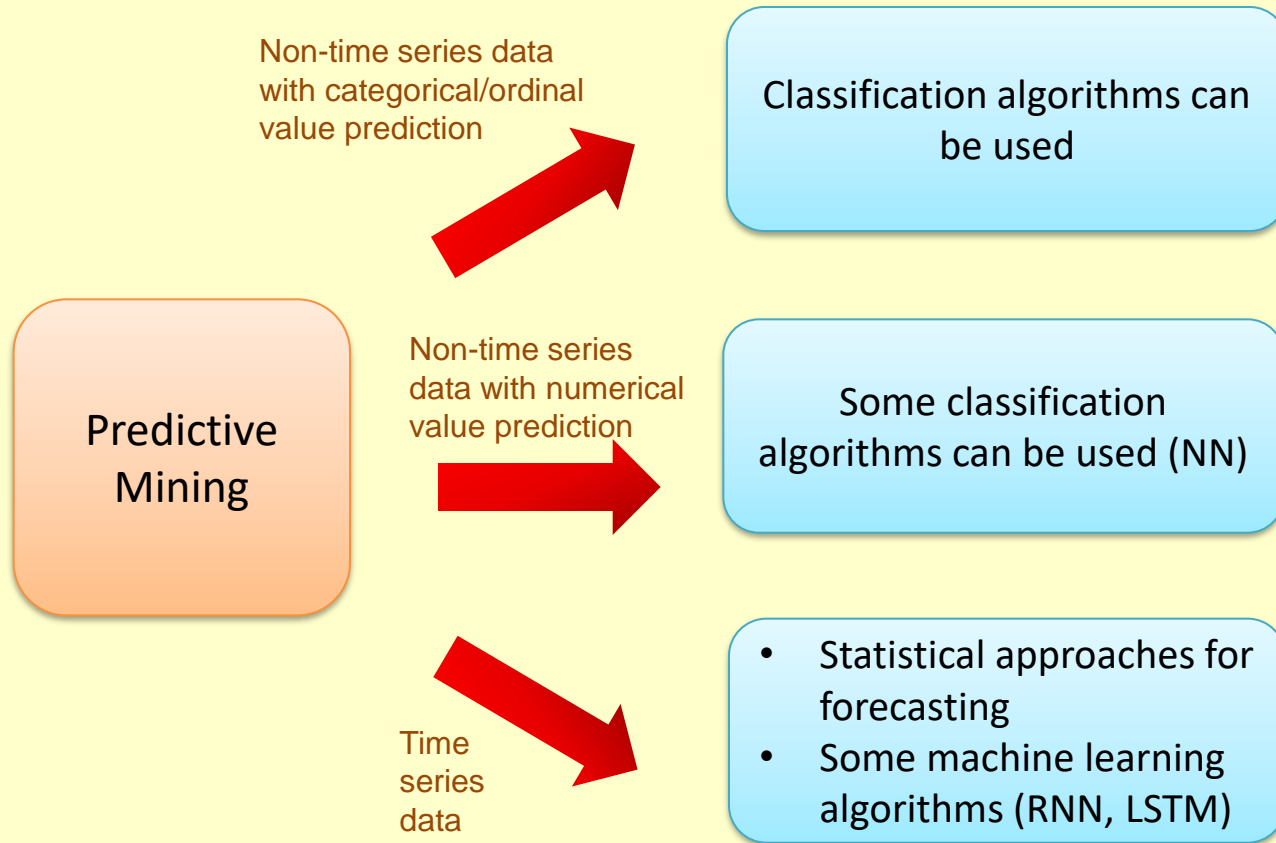 Non-time series data
with categorical/ordinal
value prediction
Classification algorithms can
be used
Predictive
Mining
Non-time series
data with numerical
value prediction
Some classification
algorithms can be used (NN)
Time
series
data
• Statistical approaches for
forecasting
• Some machine learning
algorithms (RNN, LSTM)